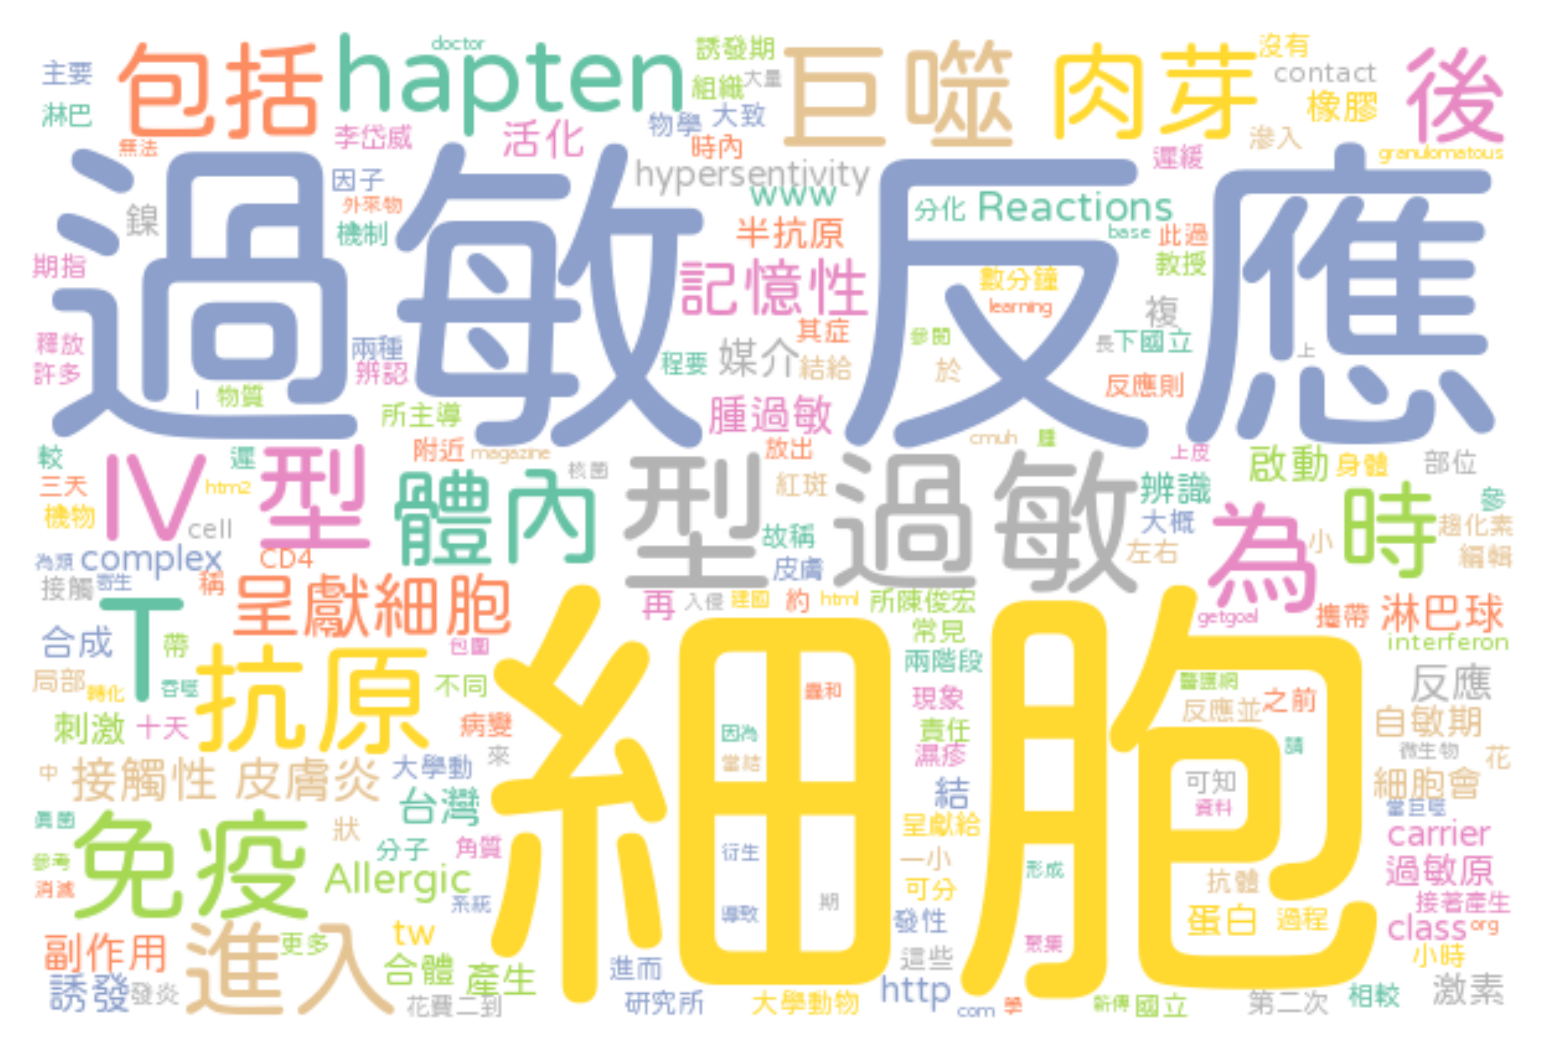 主要
包括
hapten
doctor
誘發期
組織
大量
巨噬
肉芽
沒有
contact
橡膠
後
淋巴
無法
李岱威
活化
物學
大致
時內
滲入
遲緩
granulomatous
過敏反應
因子
外來物
機制
鎳
hypersentivity
www
半抗原
分化
Reactions
base
此過
教授
期指
記憶性
數分鐘
learning
複
釋放
許多
兩種
辨認
其症
程要
媒介
結給
參閱
於
長
下國立
上
反應則
物質
所主導
腫過敏
附近
magazine
放出
cmuh
腫
上皮
較
遲
三天
htm2
機物
IV
型
cell
體內
核菌
型過敏
紅斑
故稱
皮膚
辨識
大概
左右
啟動
身體
部位
為
時
參
小
趨化素
編輯
為類
complex
CD4
接觸
寄生
稱
呈獻細胞
再
入侵
建國
約
html
所陳俊宏
getgoal
攜帶
淋巴球
合成
T
帶
包圍
常見
兩階段
interferon
局部
轉化
吞噬
抗原
不同
細胞
蟲和
現象
醫護網
反應並
之前
反應
刺激
十天
病變
因為
責任
濕疹
請
自敏期
微生物
花
中
接觸性
皮膚炎
大學動
來
當結
結
可知
資料
細胞會
當巨噬
真菌
免疫
狀
台灣
分子
角質
呈獻給
carrier
參考
消滅
Allergic
系統
衍生
一小
可分
形成
抗體
過敏原
接著產生
導致
期
發性
蛋白
過程
class
org
副作用
進入
更多
tw
合體
產生
聚集
這些
小時
誘發
發炎
花費二到
進而
研究所
大學動物
http
com
學
新傳
國立
第二次
相較
激素